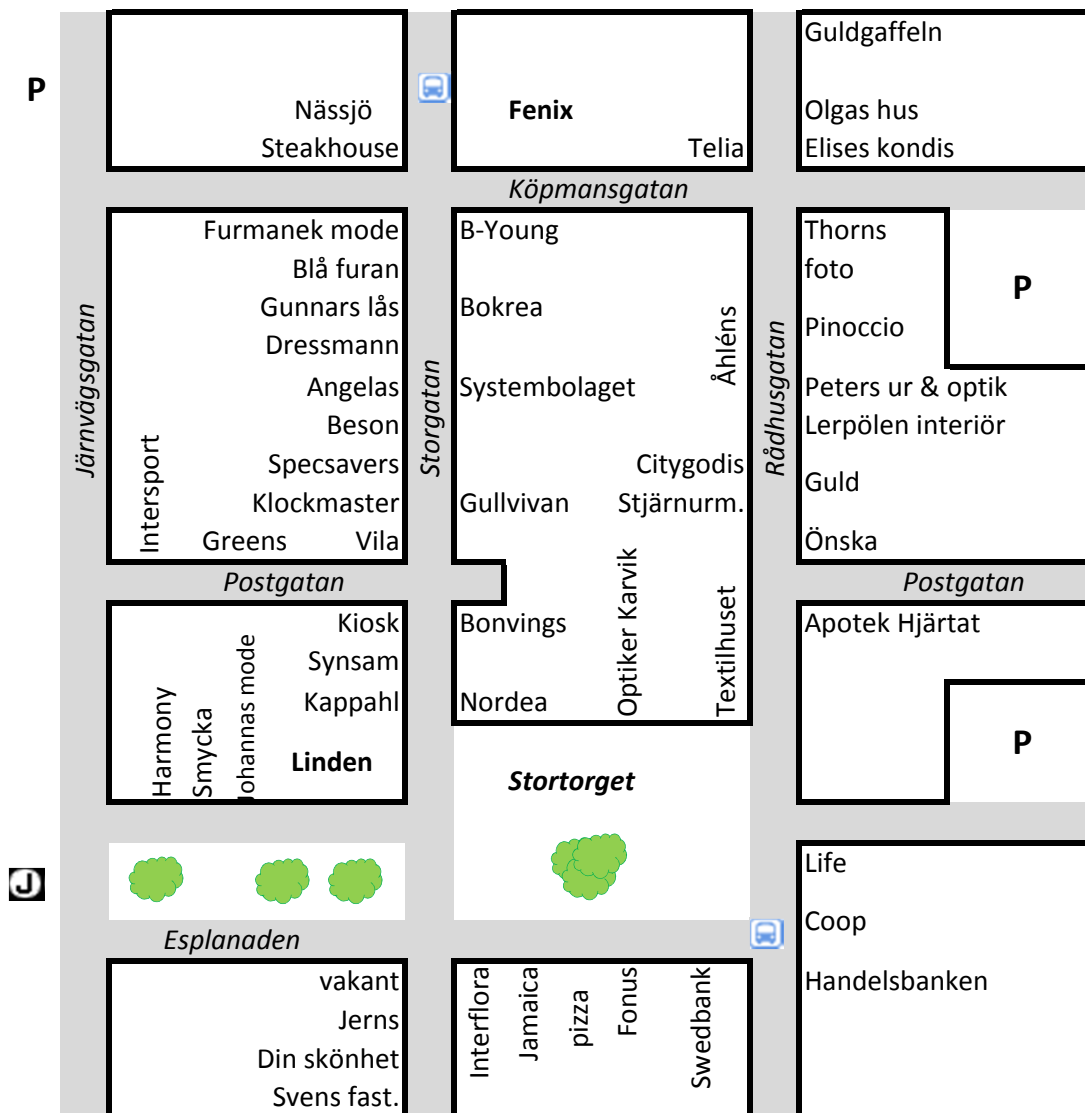 Guldgaffeln
P
Nässjö
Steakhouse
Fenix
Telia
Olgas hus
Elises kondis
Köpmansgatan
Järnvägsgatan
Furmanek mode
Blå furan
Gunnars lås
Dressmann
Angelas
Beson
Specsavers
Klockmaster
Intersport
Greens
Vila
Storgatan
B-Young
Bokrea
Systembolaget
Gullvivan
Åhléns
Citygodis
Stjärnurm.
Rådhusgatan
Thorns
foto
Pinoccio
P
Peters ur & optik
Lerpölen interiör
Guld
Önska
Postgatan
Postgatan
Kiosk
Synsam
Kappahl
Harmony
Smycka
Johannas mode
Linden
Bonvings
Nordea
Optiker Karvik
Textilhuset
Apotek Hjärtat
P
Stortorget
J
Life
Coop
Handelsbanken
Esplanaden
vakant
Jerns
Din skönhet
Svens fast.
Interflora
Jamaica
pizza
Fonus
Swedbank